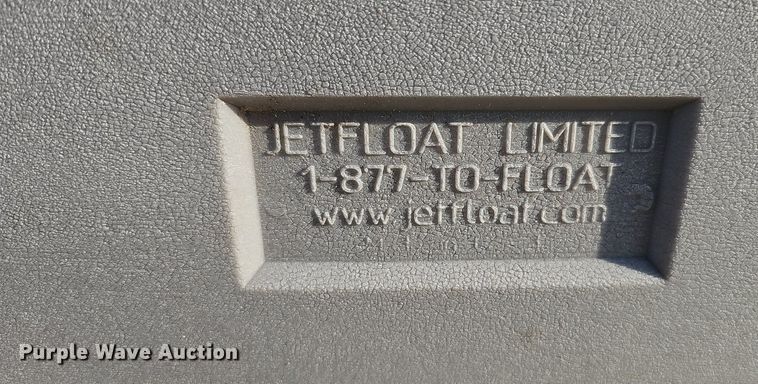 JETFLOAT LIMITED
1-877-TO-FLOAT
www.jetfloat.com
Purple Wave Auction